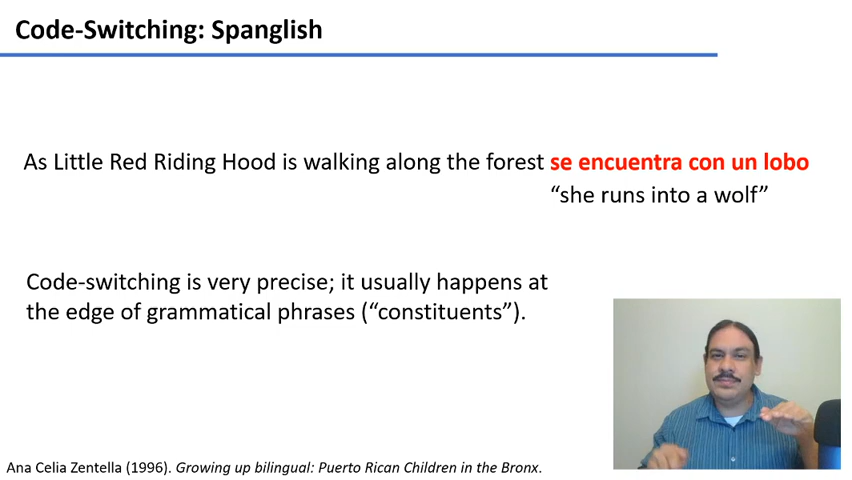 Code-Switching: Spanglish
As Little Red Riding Hood is walking along the forest se encuentra con un lobo
“she runs into a wolf”
Code-switching is very precise; it usually happens at
the edge of grammatical phrases (“constituents”).
Ana Celia Zentella (1996). Growing up bilingual: Puerto Rican Children in the Bronx.